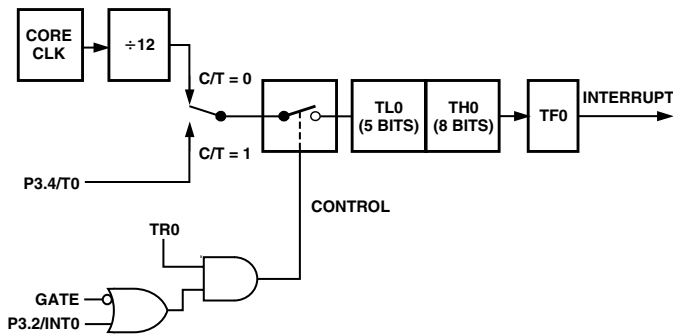 CORE
CLK
÷12
C/T = 0
C/T = 1
P3.4/T0
TL0
(5 BITS)
TH0
(8 BITS)
TF0
INTERRUPT
CONTROL
TR0
GATE
P3.2/INT0